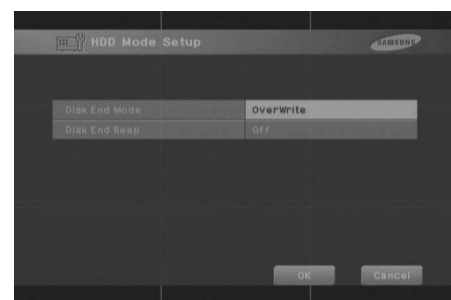 HDD Mode Setup
SAMSUNG
Disk End Mode OverWrite
Disk End Beep Off
OK Cancel